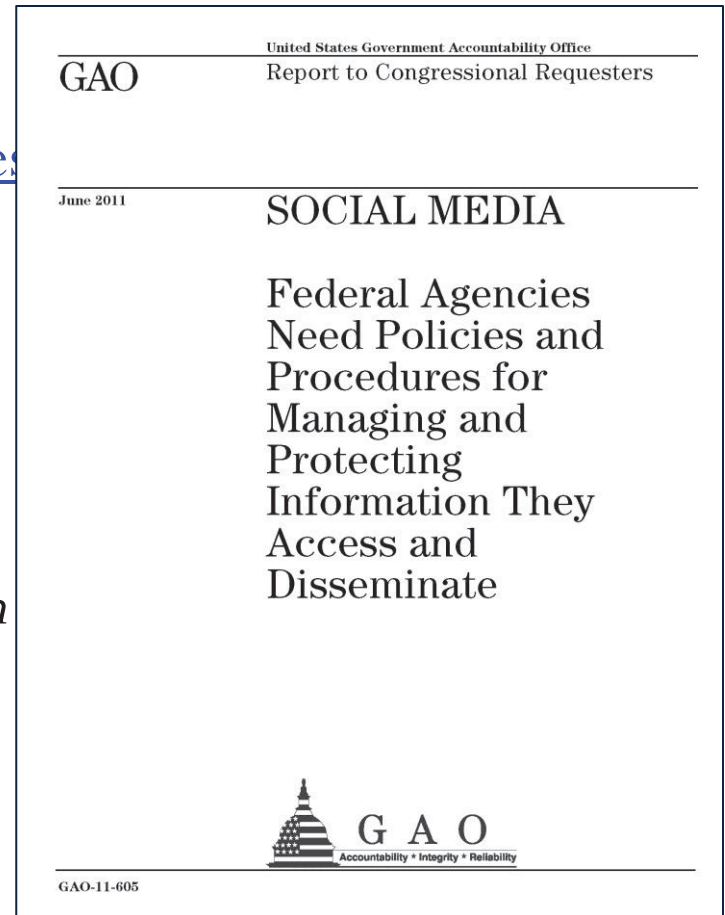 United States Government Accountability Office
GAO
Report to Congressional Requesters
June 2011
SOCIAL MEDIA
Federal Agencies
Need Policies and
Procedures for
Managing and
Protecting
Information They
Access and
Disseminate
G A O
Accountability * Integrity * Reliability
GAO-11-605